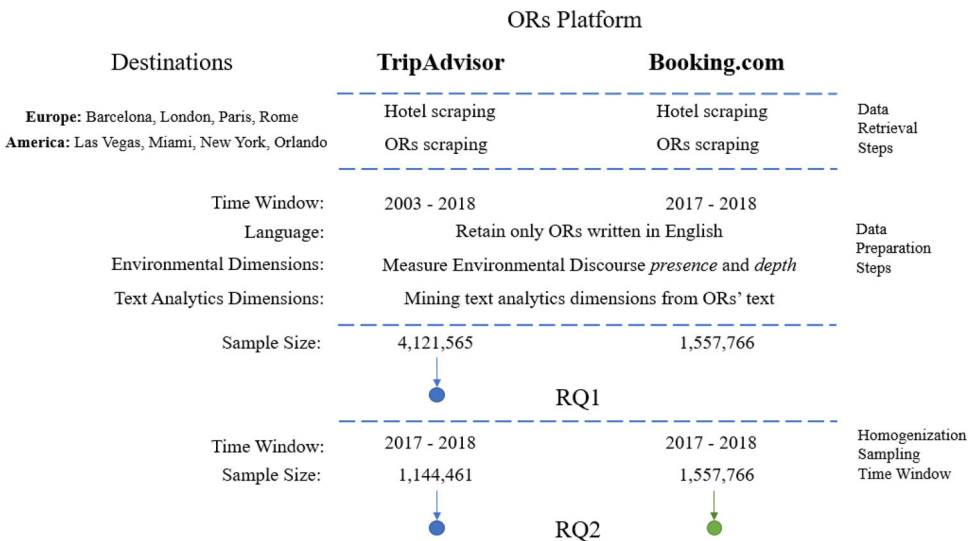 ORs Platform
Destinations TripAdvisor Booking.com
Europe: Barcelona, London, Paris, Rome Hotel scraping Hotel scraping Data
America: Las Vegas, Miami, New York, Orlando ORs scraping ORs scraping Retrieval
Steps
Time Window: 2003 - 2018 2017 - 2018
Language: Retain only ORs written in English Data
Environmental Dimensions: Measure Environmental Discourse presence and depth Preparation
Steps
Text Analytics Dimensions: Mining text analytics dimensions from ORs' text
Sample Size: 4,121,565 1,557,766
RQ1
Time Window: 2017 - 2018 2017 - 2018 Homogenization
Sampling
Sample Size: 1,144,461 1,557,766 Time Window
RQ2